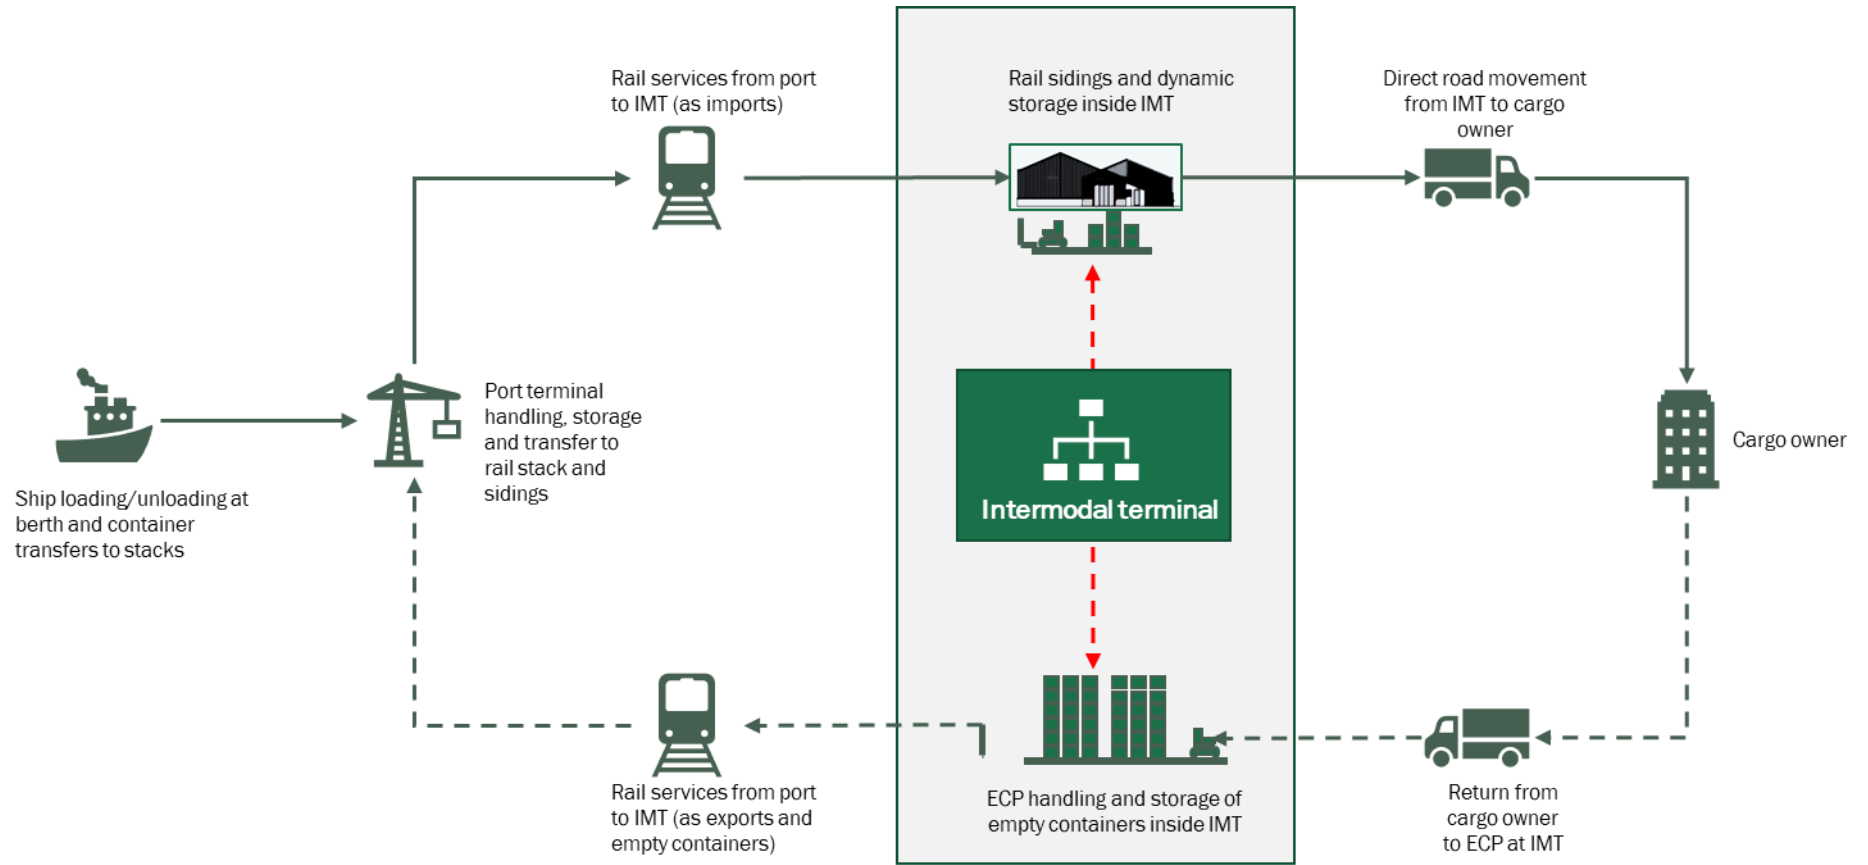 Rail services from port
to IMT (as imports)
Rail sidings and dynamic
storage inside IMT
Direct road movement
from IMT to cargo
owner
Port terminal
handling, storage
and transfer to
rail stack and
sidings
Ship loading/unloading at
berth and container
transfers to stacks
Intermodal terminal
Cargo owner
Rail services from port
to IMT (as exports and
empty containers)
ECP handling and storage of
empty containers inside IMT
Return from
cargo owner
to ECP at IMT